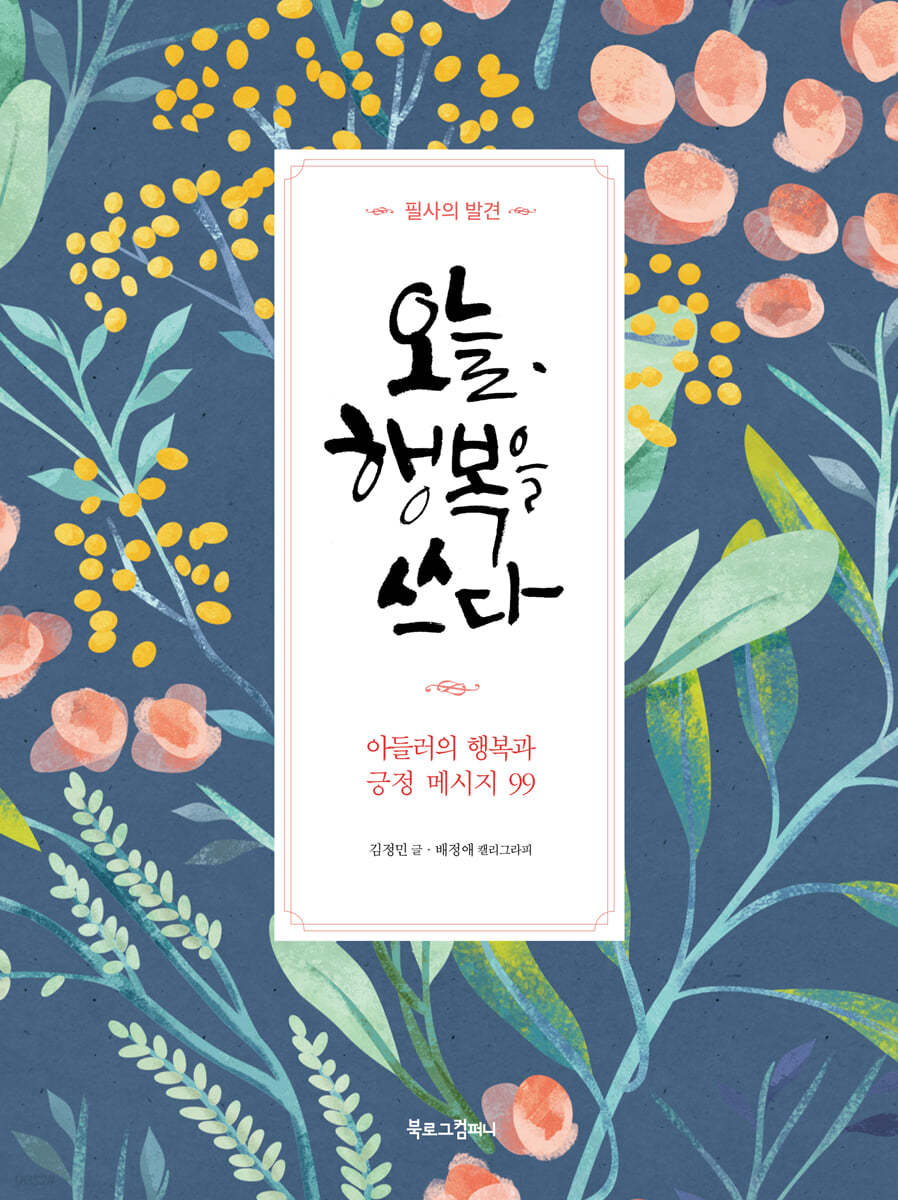 필사의 발견
오늘,
행복을
쓰다
아들러의 행복과
긍정 메시지 99
김정민 글 · 배정애 캘리그라피
북로그컴퍼니